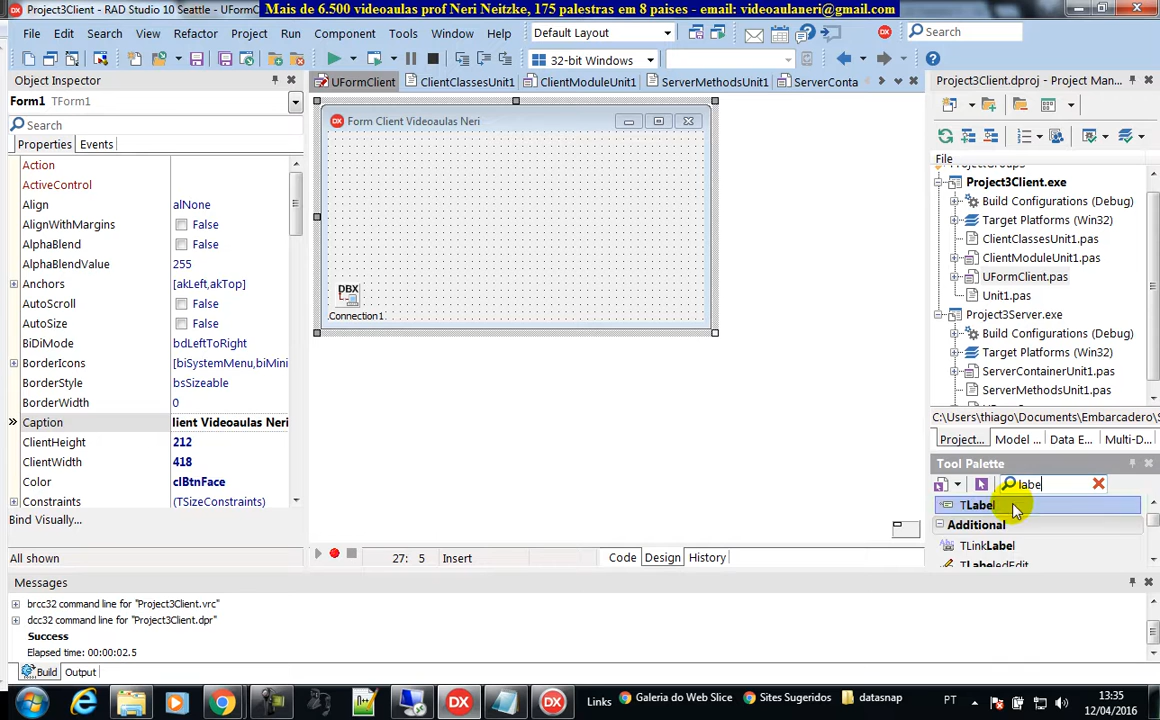 Project3Client - RAD Studio 10 Seattle - UFormC
Mais de 6.500 videoaulas prof Neri Neitzke, 175 palestras em 8 paises - email: videoaulaneri@gmail.com
File Edit Search View Refactor Project Run Component Tools Window Help
Default Layout
Search
32-bit Windows
Object Inspector
Form1 TForm1
Search
Properties Events
Action
ActiveControl
Align alNone
AlignWithMargins False
AlphaBlend False
AlphaBlendValue 255
Anchors [akLeft,akTop]
AutoScroll False
AutoSize False
BiDiMode bdLeftToRight
BorderIcons [biSystemMenu,biMini
BorderStyle bsSizeable
BorderWidth 0
Caption lient Videoaulas Neri
ClientHeight 212
ClientWidth 418
Color clBtnFace
Constraints (TSizeConstraints)
Bind Visually...
All shown
UFormClient ClientClassesUnit1 ClientModuleUnit1 ServerMethodsUnit1 ServerConta
Form Client Videoaulas Neri
DBX
.Connection1
27: 5 Insert Code Design History
Project3Client.dproj - Project Man...
File
Project3Client.exe
Build Configurations (Debug)
Target Platforms (Win32)
ClientClassesUnit1.pas
ClientModuleUnit1.pas
UFormClient.pas
Unit1.pas
Project3Server.exe
Build Configurations (Debug)
Target Platforms (Win32)
ServerContainerUnit1.pas
ServerMethodsUnit1.pas
C:\Users\thiago\Documents\Embarcadero\S
Project... Model ... Data E... Multi-D...
Tool Palette
labe
TLabel
Additional
TLinkLabel
TLabeledEdit
Messages
brcc32 command line for "Project3Client.vrc"
dcc32 command line for "Project3Client.dpr"
Success
Elapsed time: 00:00:02.5
Build Output
Links Galeria do Web Slice Sites Sugeridos datasnap PT
13:35
12/04/2016